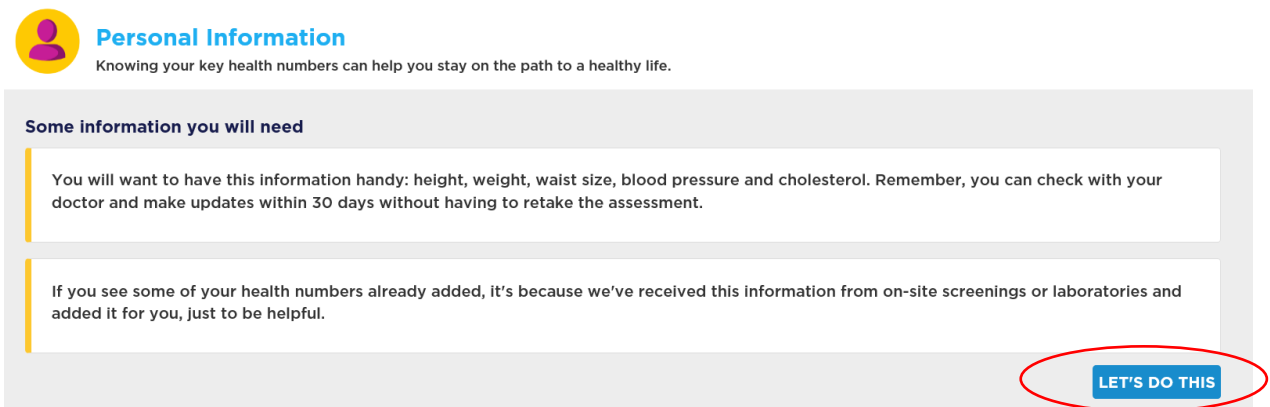 Personal Information
Knowing your key health numbers can help you stay on the path to a healthy life.
Some information you will need
You will want to have this information handy: height, weight, waist size, blood pressure and cholesterol. Remember, you can check with your
doctor and make updates within 30 days without having to retake the assessment.
If you see some of your health numbers already added, it's because we've received this information from on-site screenings or laboratories and
added it for you, just to be helpful.
LET'S DO THIS